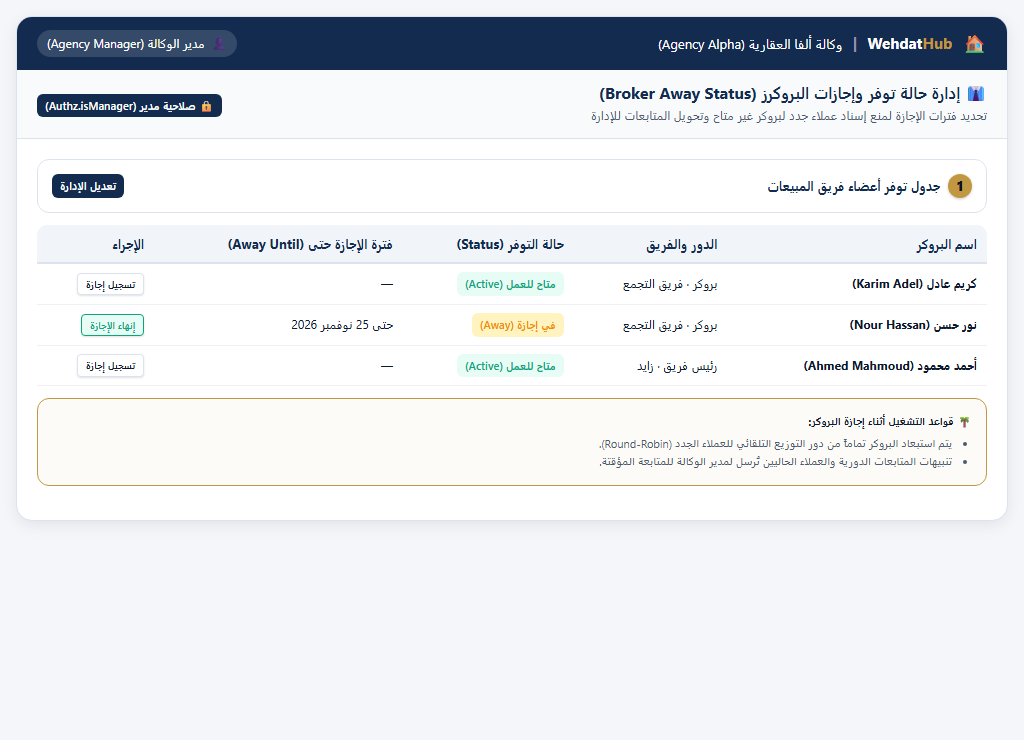 WehdatHub | وكالة ألفا العقارية (Agency Alpha)
مدير الوكالة (Agency Manager)
إدارة حالة توفر وإجازات البروكرز (Broker Away Status)
تحديد فترات الإجازة لمنع إسناد عملاء جدد لبروكر غير متاح وتحويل المتابعات للإدارة
صلاحية مدير (Authz.isManager)
1 جدول توفر أعضاء فريق المبيعات
تعديل الإدارة
اسم البروكر الدور والفريق حالة التوفر (Status) فترة الإجازة حتى (Away Until) الإجراء
كريم عادل (Karim Adel) بروكر · فريق التجمع متاح للعمل (Active) — تسجيل إجازة
نور حسن (Nour Hassan) بروكر · فريق التجمع في إجازة (Away) حتى 25 نوفمبر 2026 إنهاء الإجازة
أحمد محمود (Ahmed Mahmoud) رئيس فريق · زايد متاح للعمل (Active) — تسجيل إجازة
قواعد التشغيل أثناء إجازة البروكر:
• يتم استبعاد البروكر تماماً من دور التوزيع التلقائي للعملاء الجدد (Round-Robin).
• تنبيهات المتابعات الدورية والعملاء الحاليين تُرسل لمدير الوكالة للمتابعة المؤقتة.